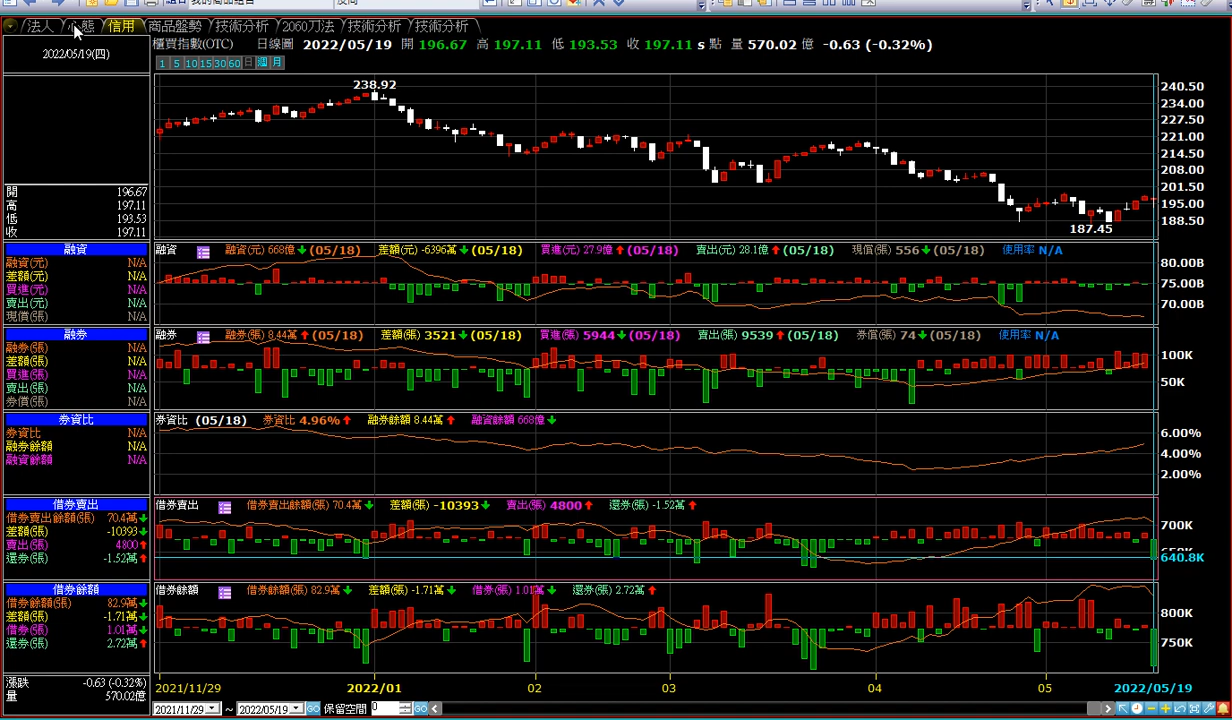 法人 心態 信用 商品盤勢 技術分析 2060刀法 技術分析 技術分析
2022/05/19(四)
櫃買指數(OTC) 日線圖 2022/05/19 開 196.67 高 197.11 低 193.53 收 197.11 s 點 量 570.02 億 -0.63 (-0.32%)
1 5 10 15 30 60 日 週 月
238.92
240.50
234.00
227.50
221.00
214.50
208.00
201.50
195.00
188.50
187.45
開 196.67
高 197.11
低 193.53
收 197.11
融資
融資(元) N/A
差額(元) N/A
買進(元) N/A
賣出(元) N/A
現償(張) N/A
融資 融資(元) 668億 (05/18) 差額(元) -6396萬 (05/18) 買進(元) 27.9億 (05/18) 賣出(元) 28.1億 (05/18) 現償(張) 556 (05/18) 使用率 N/A
80.00B
75.00B
70.00B
融券
融券(張) N/A
差額(張) N/A
買進(張) N/A
賣出(張) N/A
券償(張) N/A
融券 融券(張) 8.44萬 (05/18) 差額(張) 3521 (05/18) 買進(張) 5944 (05/18) 賣出(張) 9539 (05/18) 券償(張) 74 (05/18) 使用率 N/A
100K
50K
券資比
券資比 N/A
融券餘額 N/A
融資餘額 N/A
券資比 (05/18) 券資比 4.96% 融券餘額 8.44萬 融資餘額 668億
6.00%
4.00%
2.00%
借券賣出
借券賣出餘額(張) 70.4萬
差額(張) -10393
賣出(張) 4800
還券(張) -1.52萬
借券賣出 借券賣出餘額(張) 70.4萬 差額(張) -10393 賣出(張) 4800 還券(張) -1.52萬
700K
640.8K
借券餘額
借券餘額(張) 82.9萬
差額(張) -1.71萬
借券(張) 1.01萬
還券(張) 2.72萬
借券餘額 借券餘額(張) 82.9萬 差額(張) -1.71萬 借券(張) 1.01萬 還券(張) 2.72萬
800K
750K
漲跌 -0.63 (-0.32%)
量 570.02億
2021/11/29 2022/01 02 03 04 05 2022/05/19
2021/11/29 ~ 2022/05/19 GO 保留空間 0 GO